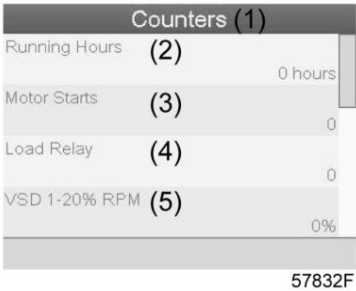 Counters (1)
Running Hours (2)
0 hours
Motor Starts (3)
0
Load Relay (4)
0
VSD 1-20% RPM (5)
0%
57832F